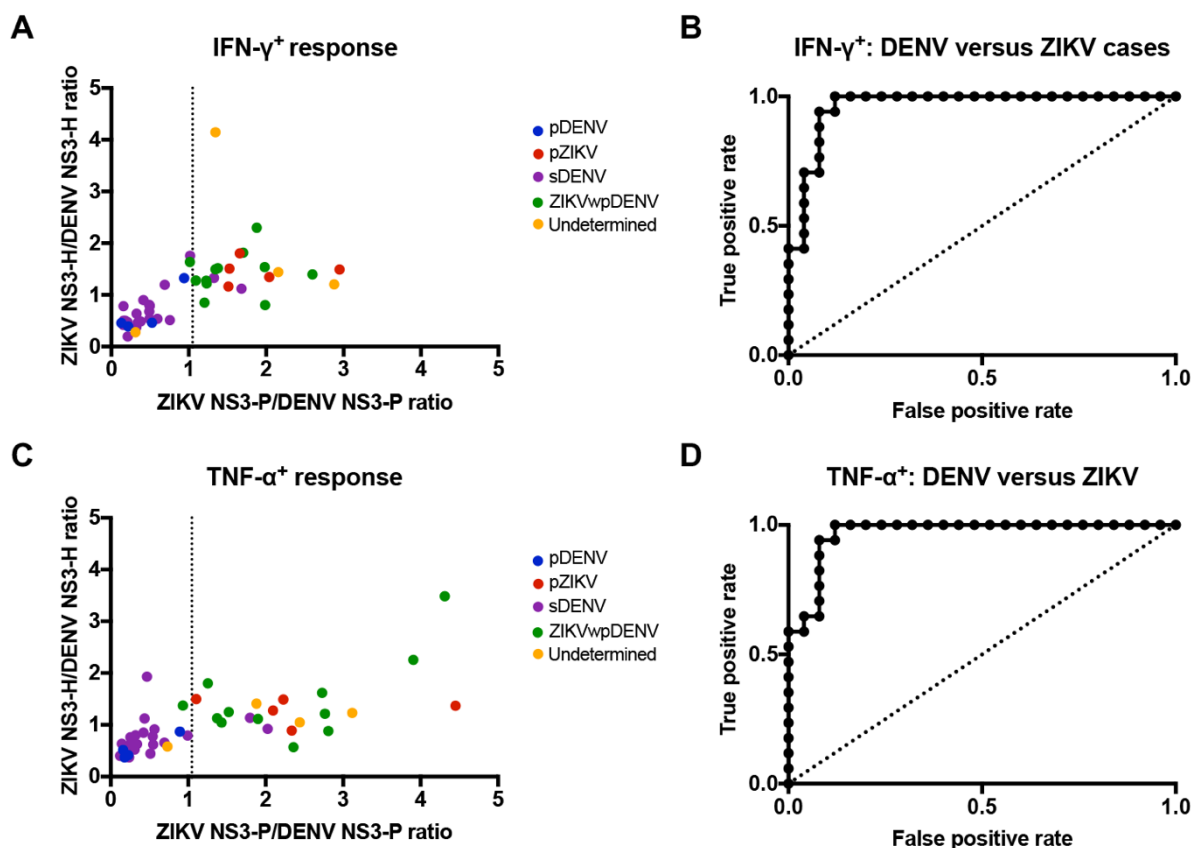 A
IFN-γ+ response
ZIKV NS3-H/DENV NS3-H ratio
5
4
3
2
1
0
0 1 2 3 4 5
ZIKV NS3-P/DENV NS3-P ratio
pDENV
pZIKV
sDENV
ZIKVwpDENV
Undetermined
B
IFN-γ+: DENV versus ZIKV cases
True positive rate
1.0
0.5
0.0
0.0 0.5 1.0
False positive rate
C
TNF-α+ response
ZIKV NS3-H/DENV NS3-H ratio
5
4
3
2
1
0
0 1 2 3 4 5
ZIKV NS3-P/DENV NS3-P ratio
pDENV
pZIKV
sDENV
ZIKVwpDENV
Undetermined
D
TNF-α+: DENV versus ZIKV
True positive rate
1.0
0.5
0.0
0.0 0.5 1.0
False positive rate